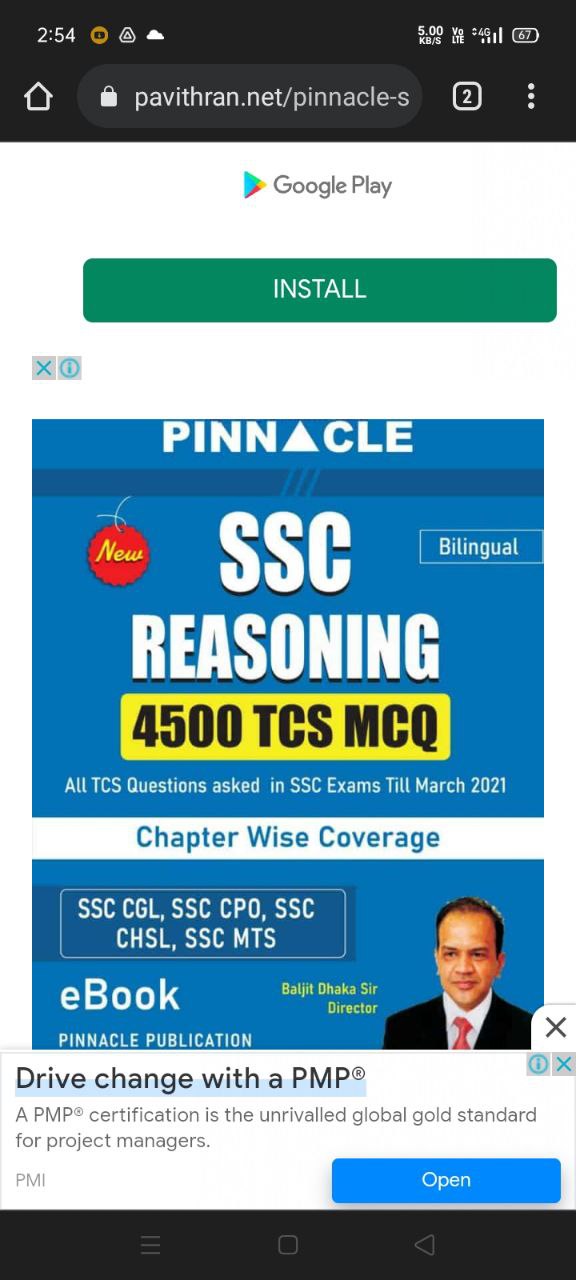 2:54
5.00 KB/S Vo LTE 4G 67
pavithran.net/pinnacle-s
2
Google Play
INSTALL
PINNACLE
New
SSC
Bilingual
REASONING
4500 TCS MCQ
All TCS Questions asked in SSC Exams Till March 2021
Chapter Wise Coverage
SSC CGL, SSC CPO, SSC
CHSL, SSC MTS
eBook
Baljit Dhaka Sir
Director
PINNACLE PUBLICATION
Drive change with a PMP®
A PMP® certification is the unrivalled global gold standard
for project managers.
PMI
Open